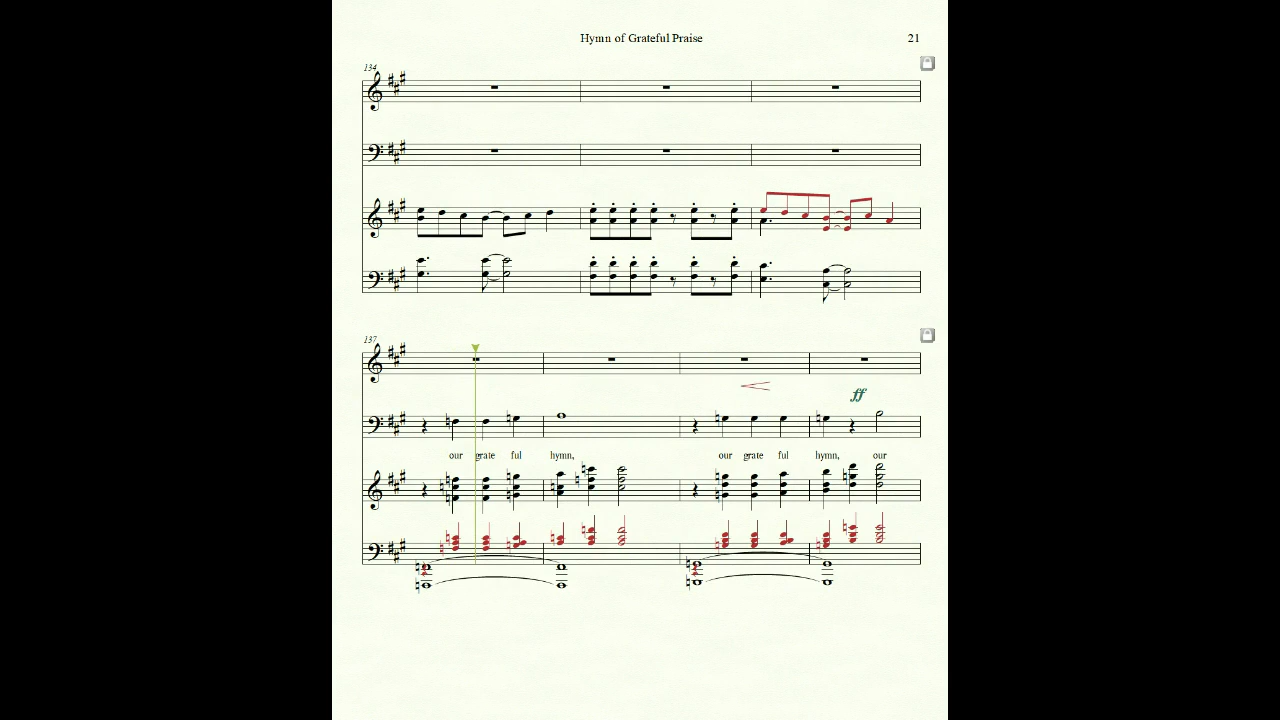 Hymn of Grateful Praise 21
134
137
ff
our grate ful hymn, our grate ful hymn, our